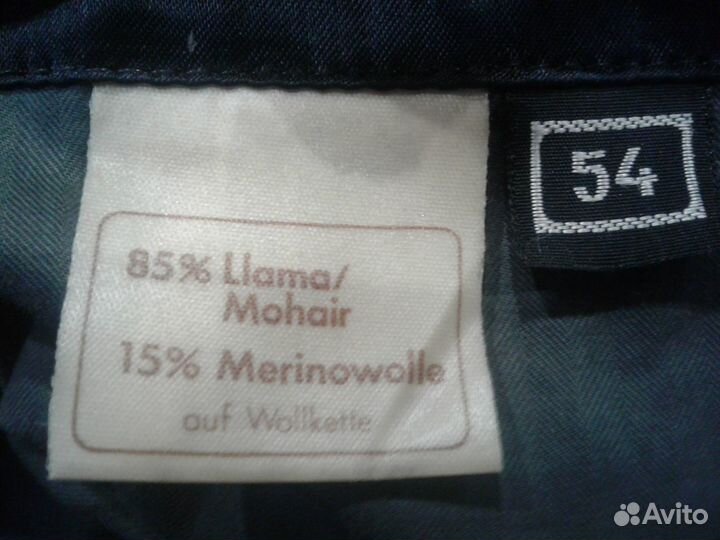 85% Llama/
Mohair
15% Merinowolle
auf Wollkette
54
Avito